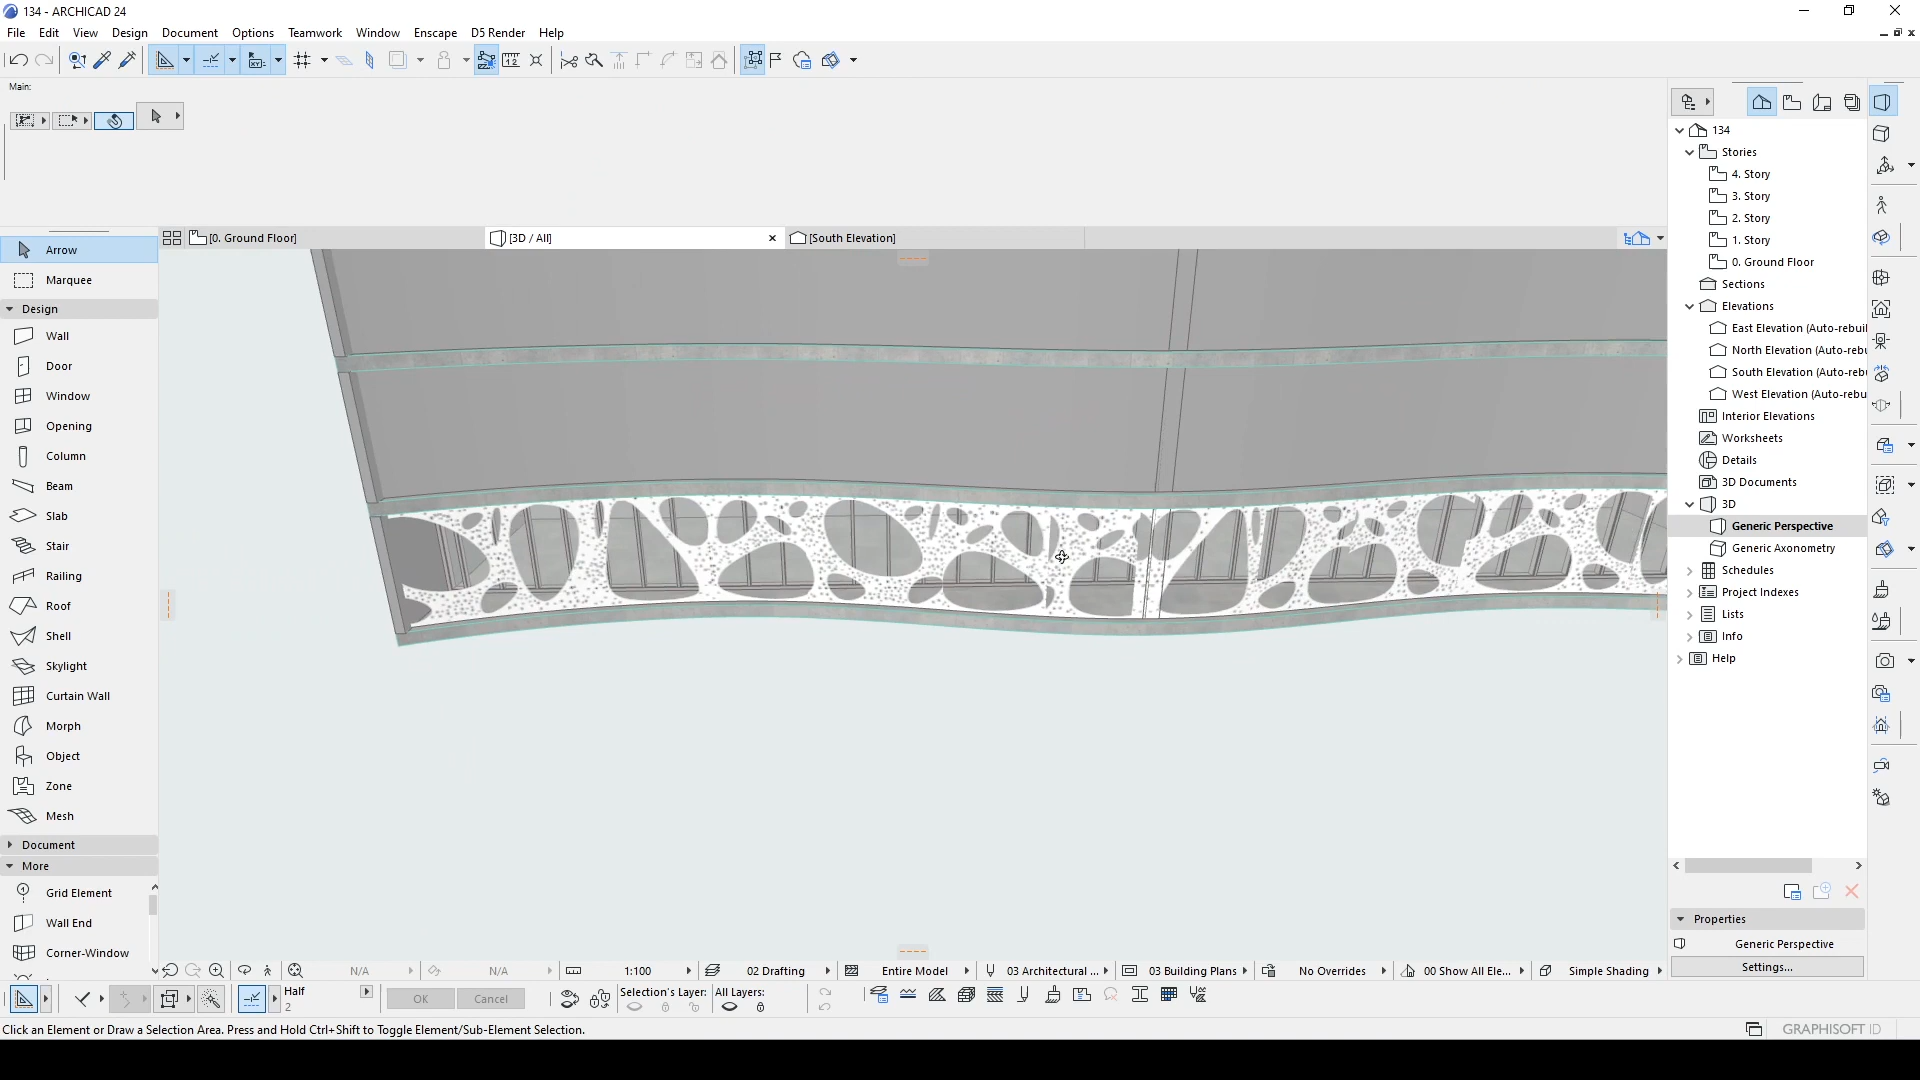 134 - ARCHICAD 24
File Edit View Design Document Options Teamwork Window Enscape D5 Render Help
Main:
[0. Ground Floor] [3D / All] [South Elevation]
Arrow
Marquee
Design
Wall
Door
Window
Opening
Column
Beam
Slab
Stair
Railing
Roof
Shell
Skylight
Curtain Wall
Morph
Object
Zone
Mesh
Document
More
Grid Element
Wall End
Corner-Window
134
Stories
4. Story
3. Story
2. Story
1. Story
0. Ground Floor
Sections
Elevations
East Elevation (Auto-rebuil
North Elevation (Auto-rebu
South Elevation (Auto-reb
West Elevation (Auto-rebu
Interior Elevations
Worksheets
Details
3D Documents
3D
Generic Perspective
Generic Axonometry
Schedules
Project Indexes
Lists
Info
Help
Properties
Generic Perspective
Settings...
N/A N/A 1:100 02 Drafting Entire Model 03 Architectural ... 03 Building Plans No Overrides 00 Show All Ele... Simple Shading
Half
2
OK Cancel
Selection's Layer: All Layers:
Click an Element or Draw a Selection Area. Press and Hold Ctrl+Shift to Toggle Element/Sub-Element Selection.
GRAPHISOFT ID